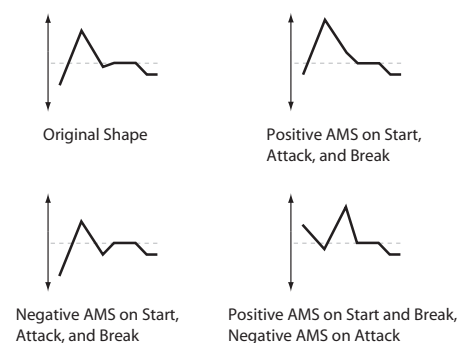 Original Shape
Positive AMS on Start,
Attack, and Break
Negative AMS on Start,
Attack, and Break
Positive AMS on Start and Break,
Negative AMS on Attack